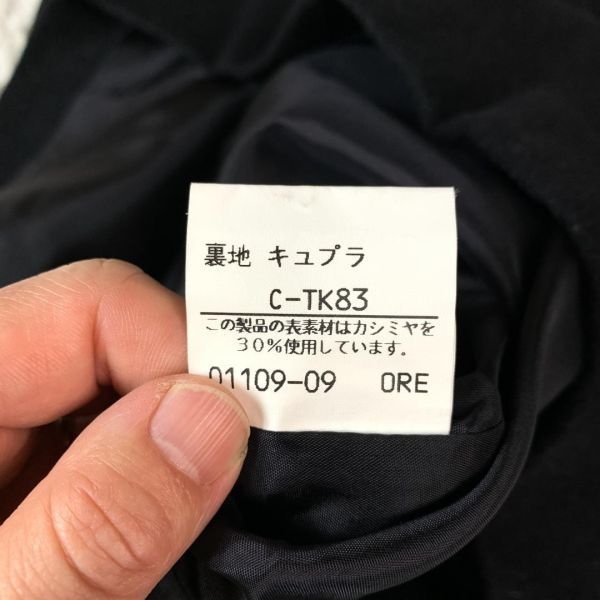 裏地 キュプラ
C-TK83
この製品の表素材はカシミヤを
30%使用しています。
01109-09 ORE